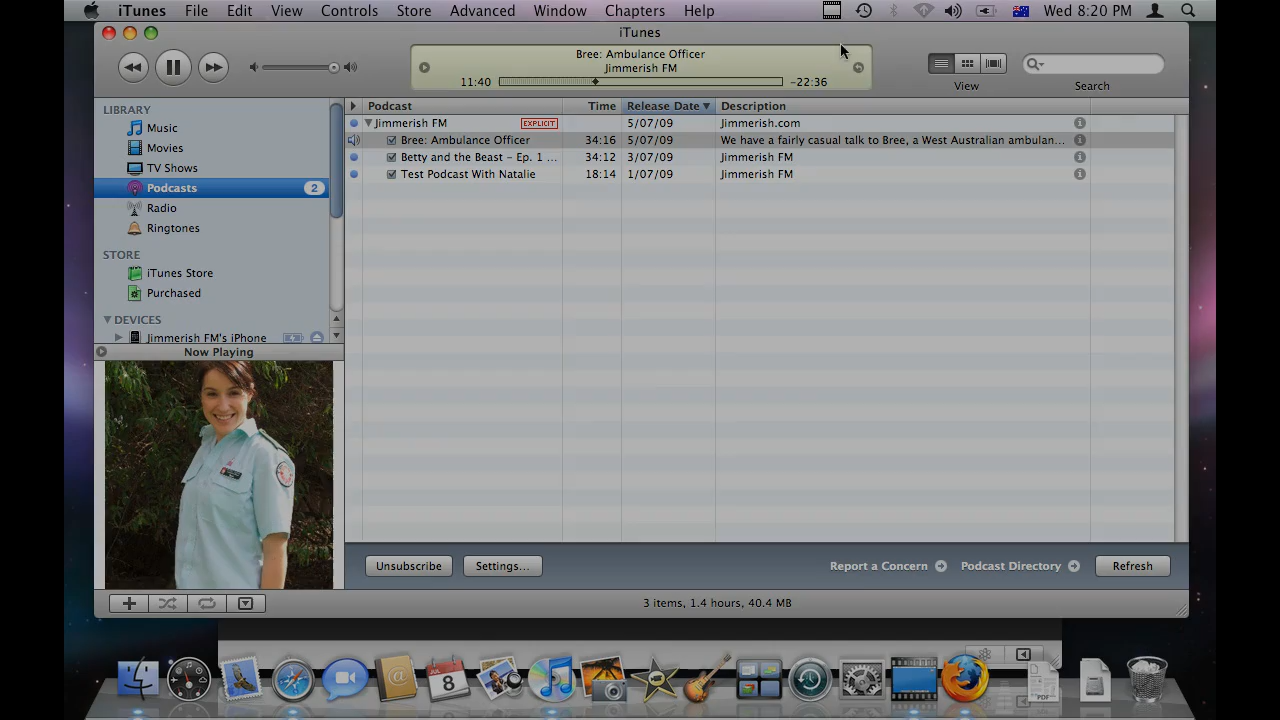 iTunes File Edit View Controls Store Advanced Window Chapters Help Wed 8:20 PM
iTunes
Bree: Ambulance Officer
Jimmerish FM
11:40 -22:36
View
Search
LIBRARY
Music
Movies
TV Shows
Podcasts 2
Radio
Ringtones
STORE
iTunes Store
Purchased
DEVICES
Jimmerish FM's iPhone
Now Playing
Podcast Time Release Date Description
Jimmerish FM EXPLICIT 5/07/09 Jimmerish.com
Bree: Ambulance Officer 34:16 5/07/09 We have a fairly casual talk to Bree, a West Australian ambulan...
Betty and the Beast – Ep. 1 ... 34:12 3/07/09 Jimmerish FM
Test Podcast With Natalie 18:14 1/07/09 Jimmerish FM
Unsubscribe Settings... Report a Concern Podcast Directory Refresh
3 items, 1.4 hours, 40.4 MB
8
PDF